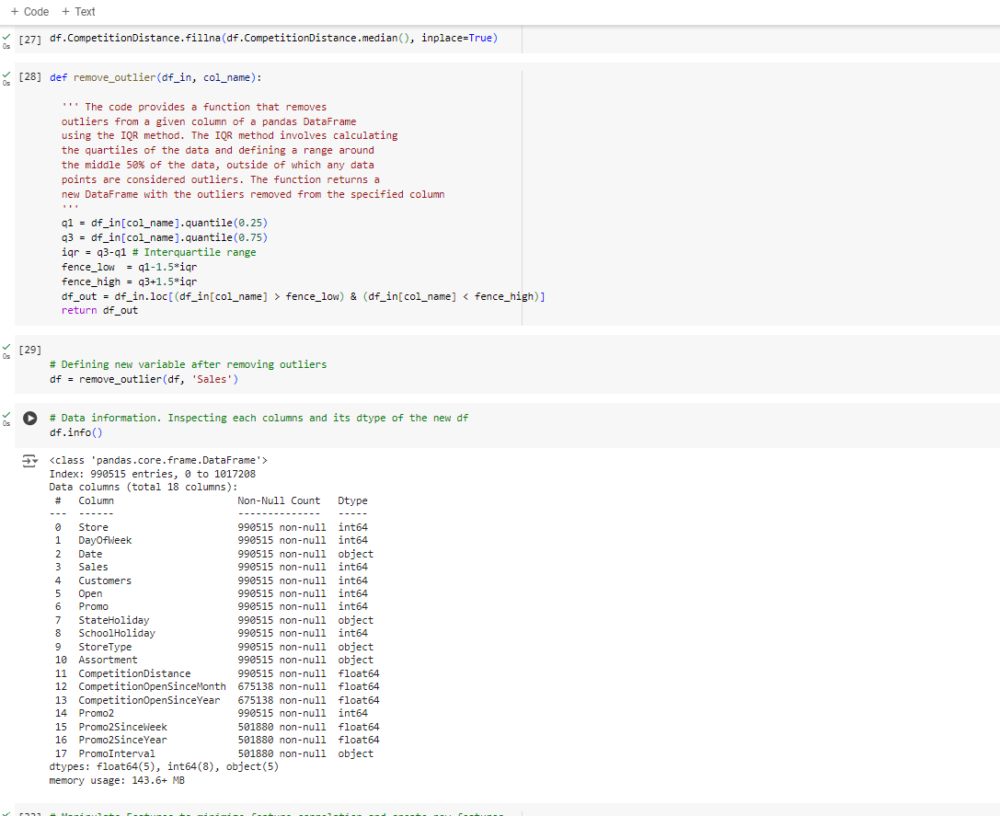 + Code + Text
0s
[27] df.CompetitionDistance.fillna(df.CompetitionDistance.median(), inplace=True)
0s
[28] def remove_outlier(df_in, col_name):
''' The code provides a function that removes
outliers from a given column of a pandas DataFrame
using the IQR method. The IQR method involves calculating
the quartiles of the data and defining a range around
the middle 50% of the data, outside of which any data
points are considered outliers. The function returns a
new DataFrame with the outliers removed from the specified column
'''
q1 = df_in[col_name].quantile(0.25)
q3 = df_in[col_name].quantile(0.75)
iqr = q3-q1 # Interquartile range
fence_low  = q1-1.5*iqr
fence_high = q3+1.5*iqr
df_out = df_in.loc[(df_in[col_name] > fence_low) & (df_in[col_name] < fence_high)]
return df_out
0s
[29]
# Defining new variable after removing outliers
df = remove_outlier(df, 'Sales')
0s
# Data information. Inspecting each columns and its dtype of the new df
df.info()
<class 'pandas.core.frame.DataFrame'>
Index: 990515 entries, 0 to 1017208
Data columns (total 18 columns):
 #   Column                     Non-Null Count   Dtype
---  ------                     --------------   -----
 0   Store                      990515 non-null  int64
 1   DayOfWeek                  990515 non-null  int64
 2   Date                       990515 non-null  object
 3   Sales                      990515 non-null  int64
 4   Customers                  990515 non-null  int64
 5   Open                       990515 non-null  int64
 6   Promo                      990515 non-null  int64
 7   StateHoliday               990515 non-null  object
 8   SchoolHoliday              990515 non-null  int64
 9   StoreType                  990515 non-null  object
 10  Assortment                 990515 non-null  object
 11  CompetitionDistance        990515 non-null  float64
 12  CompetitionOpenSinceMonth  675138 non-null  float64
 13  CompetitionOpenSinceYear   675138 non-null  float64
 14  Promo2                     990515 non-null  int64
 15  Promo2SinceWeek            501880 non-null  float64
 16  Promo2SinceYear            501880 non-null  float64
 17  PromoInterval              501880 non-null  object
dtypes: float64(5), int64(8), object(5)
memory usage: 143.6+ MB